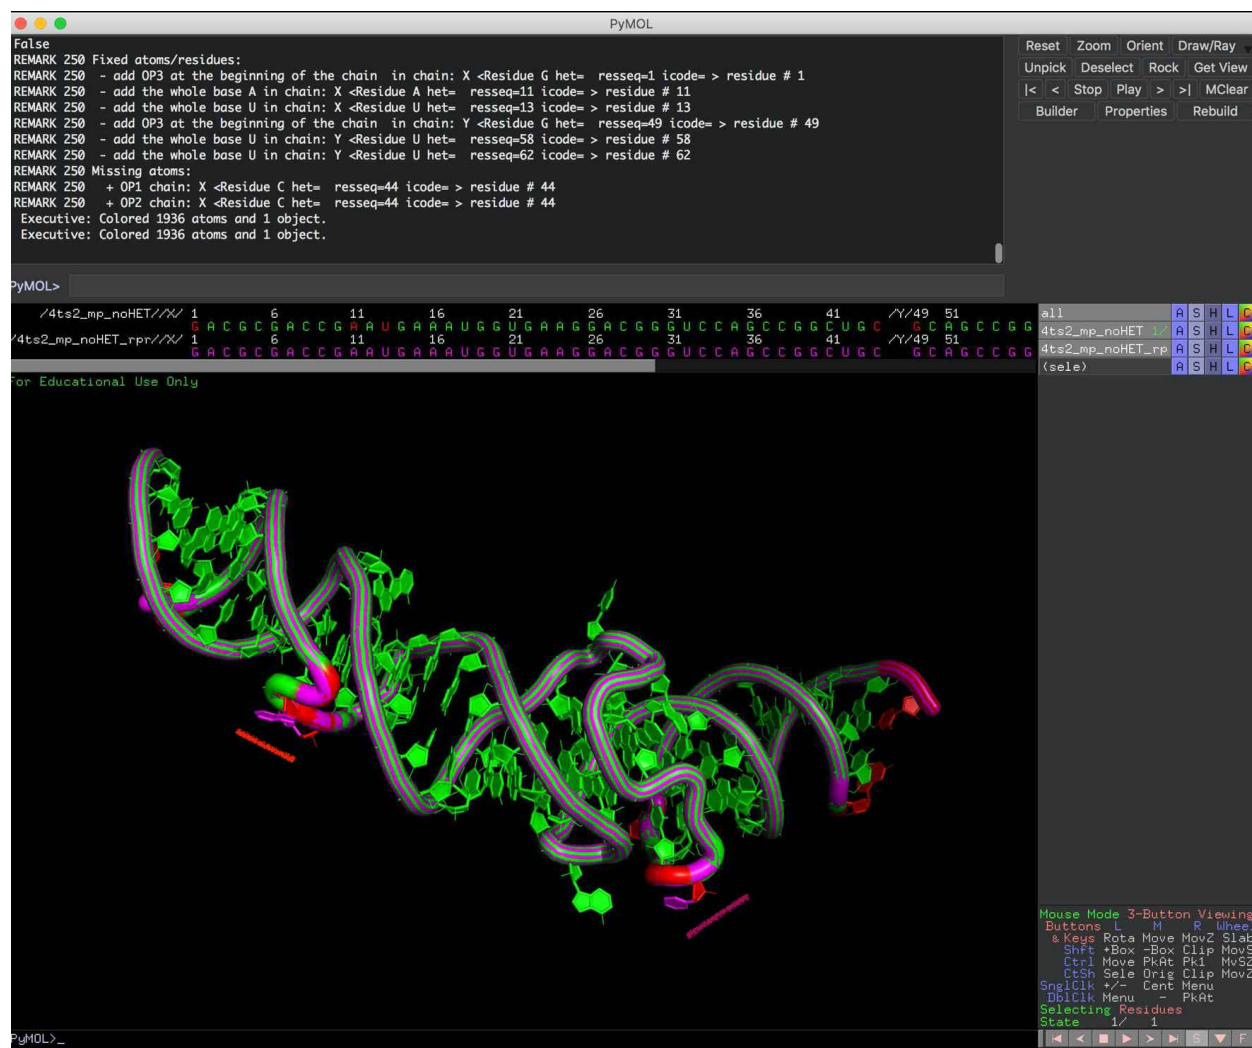 PyMOL
False
REMARK 250 Fixed atoms/residues:
REMARK 250  - add OP3 at the beginning of the chain  in chain: X <Residue G het=  resseq=1 icode= > residue # 1
REMARK 250  - add the whole base A in chain: X <Residue A het=  resseq=11 icode= > residue # 11
REMARK 250  - add the whole base U in chain: X <Residue U het=  resseq=13 icode= > residue # 13
REMARK 250  - add OP3 at the beginning of the chain  in chain: Y <Residue G het=  resseq=49 icode= > residue # 49
REMARK 250  - add the whole base U in chain: Y <Residue U het=  resseq=58 icode= > residue # 58
REMARK 250  - add the whole base U in chain: Y <Residue U het=  resseq=62 icode= > residue # 62
REMARK 250 Missing atoms:
REMARK 250   + OP1 chain: X <Residue C het=  resseq=44 icode= > residue # 44
REMARK 250   + OP2 chain: X <Residue C het=  resseq=44 icode= > residue # 44
Executive: Colored 1936 atoms and 1 object.
Executive: Colored 1936 atoms and 1 object.
Reset Zoom Orient Draw/Ray
Unpick Deselect Rock Get View
|< < Stop Play > >| MClear
Builder Properties Rebuild
PyMOL>
/4ts2_mp_noHET//X/ 1 6 11 16 21 26 31 36 41 /Y/49 51
G A C G C G A C C G A A U G A A A U G G U G A A G G A C G G G U C C A G C C G G C U G C G C A G C C G G
/4ts2_mp_noHET_rpr//X/ 1 6 11 16 21 26 31 36 41 /Y/49 51
G A C G C G A C C G A A U G A A A U G G U G A A G G A C G G G U C C A G C C G G C U G C G C A G C C G G
all A S H L C
4ts2_mp_noHET 1/ A S H L C
4ts2_mp_noHET_rp A S H L C
(sele) A S H L C
For Educational Use Only
Mouse Mode 3-Button Viewing
Buttons L M R Whee
& Keys Rota Move MovZ Slab
Shft +Box -Box Clip MovS
Ctrl Move PkAt Pk1 MvSZ
CtSh Sele Orig Clip MovZ
SnglClk +/- Cent Menu
DblClk Menu - PkAt
Selecting Residues
State 1/ 1
PyMOL>_
S F